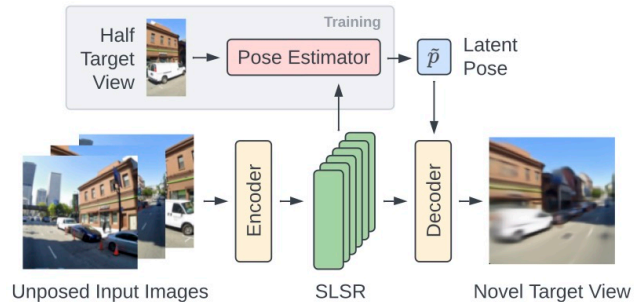 Training
Half
Target
View
Pose Estimator
p̃
Latent
Pose
Encoder
Decoder
Unposed Input Images
SLSR
Novel Target View